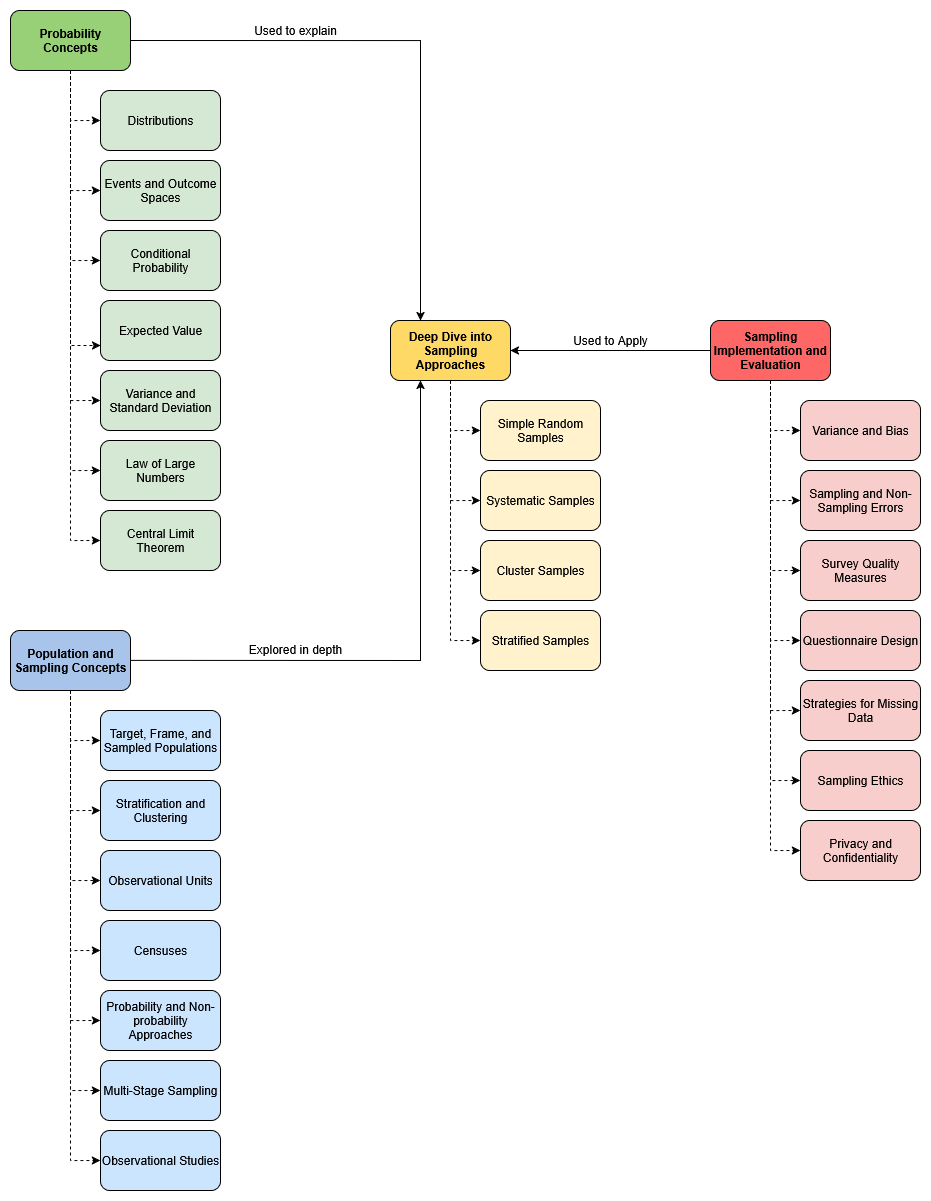 Probability
Concepts
Used to explain
Distributions
Events and Outcome
Spaces
Conditional
Probability
Expected Value
Variance and
Standard Deviation
Law of Large
Numbers
Central Limit
Theorem
Population and
Sampling Concepts
Explored in depth
Target, Frame, and
Sampled Populations
Stratification and
Clustering
Observational Units
Censuses
Probability and Non-
probability
Approaches
Multi-Stage Sampling
Observational Studies
Deep Dive into
Sampling
Approaches
Simple Random
Samples
Systematic Samples
Cluster Samples
Stratified Samples
Used to Apply
Sampling
Implementation and
Evaluation
Variance and Bias
Sampling and Non-
Sampling Errors
Survey Quality
Measures
Questionnaire Design
Strategies for Missing
Data
Sampling Ethics
Privacy and
Confidentiality